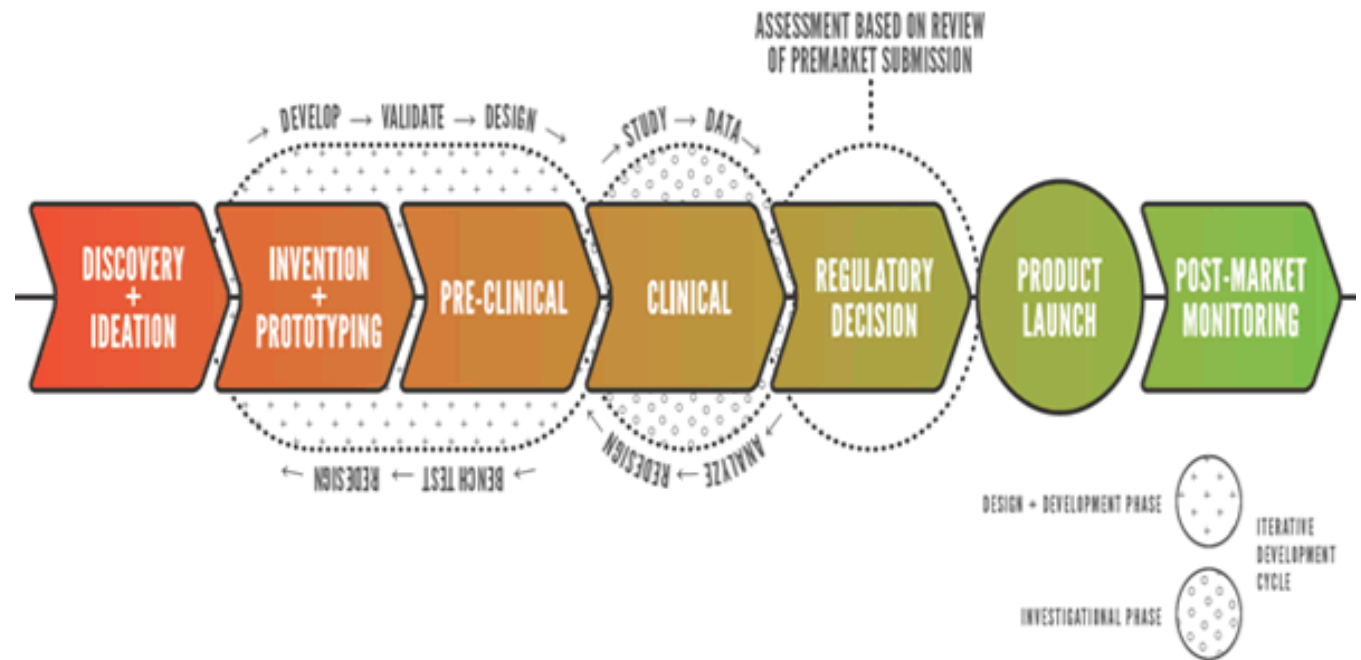 ASSESSMENT BASED ON REVIEW
OF PREMARKET SUBMISSION
→ DEVELOP → VALIDATE → DESIGN →
→ STUDY → DATA →
DISCOVERY
+
IDEATION
INVENTION
+
PROTOTYPING
PRE-CLINICAL
CLINICAL
REGULATORY
DECISION
PRODUCT
LAUNCH
POST-MARKET
MONITORING
← BENCH TEST ← REDESIGN ←
← ANALYZE ← REDESIGN ←
DESIGN + DEVELOPMENT PHASE
ITERATIVE
DEVELOPMENT
CYCLE
INVESTIGATIONAL PHASE